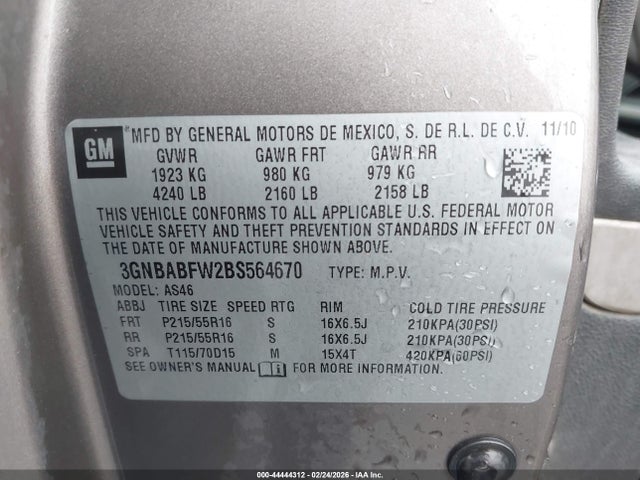 GM
*MFD BY GENERAL MOTORS DE MEXICO, S. DE R.L. DE C.V. 11/10
GVWR GAWR FRT GAWR RR
1923 KG 980 KG 979 KG
4240 LB 2160 LB 2158 LB
THIS VEHICLE CONFORMS TO ALL APPLICABLE U.S. FEDERAL MOTOR
VEHICLE SAFETY AND THEFT PREVENTION STANDARDS IN EFFECT ON
THE DATE OF MANUFACTURE SHOWN ABOVE.
3GNBABFW2BS564670 TYPE: M.P.V.
MODEL: AS46
ABBJ TIRE SIZE SPEED RTG RIM COLD TIRE PRESSURE
FRT P215/55R16 S 16X6.5J 210KPA(30PSI)
RR P215/55R16 S 16X6.5J 210KPA(30PSI)
SPA T115/70D15 M 15X4T 420KPA(60PSI)
SEE OWNER'S MANUAL FOR MORE INFORMATION.
000-44444312 - 02/24/2026 - IAAI.COM